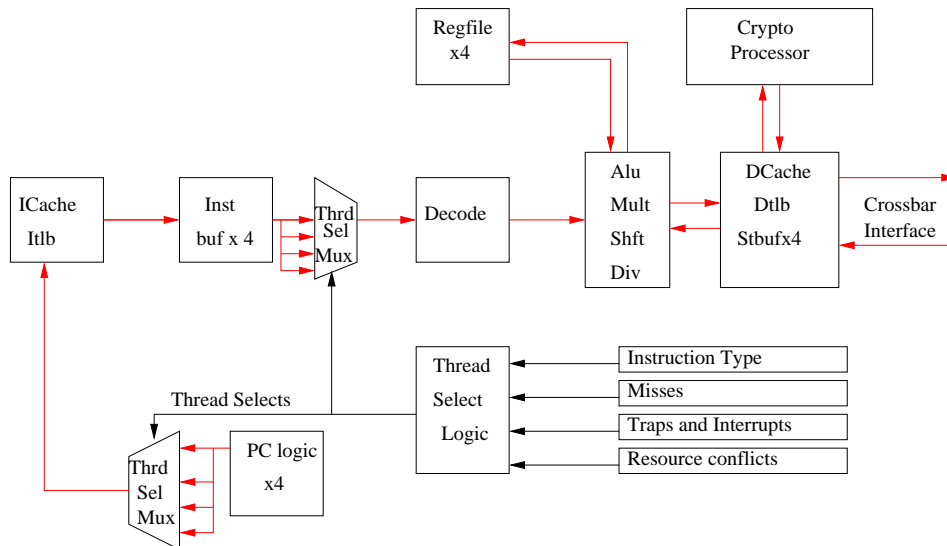 Regfile
x4
Crypto
Processor
ICache
Itlb
Inst
buf x 4
Thrd
Sel
Mux
Decode
Alu
Mult
Shft
Div
DCache
Dtlb
Stbufx4
Crossbar
Interface
Thread
Select
Logic
Instruction Type
Misses
Traps and Interrupts
Resource conflicts
Thread Selects
Thrd
Sel
Mux
PC logic
x4